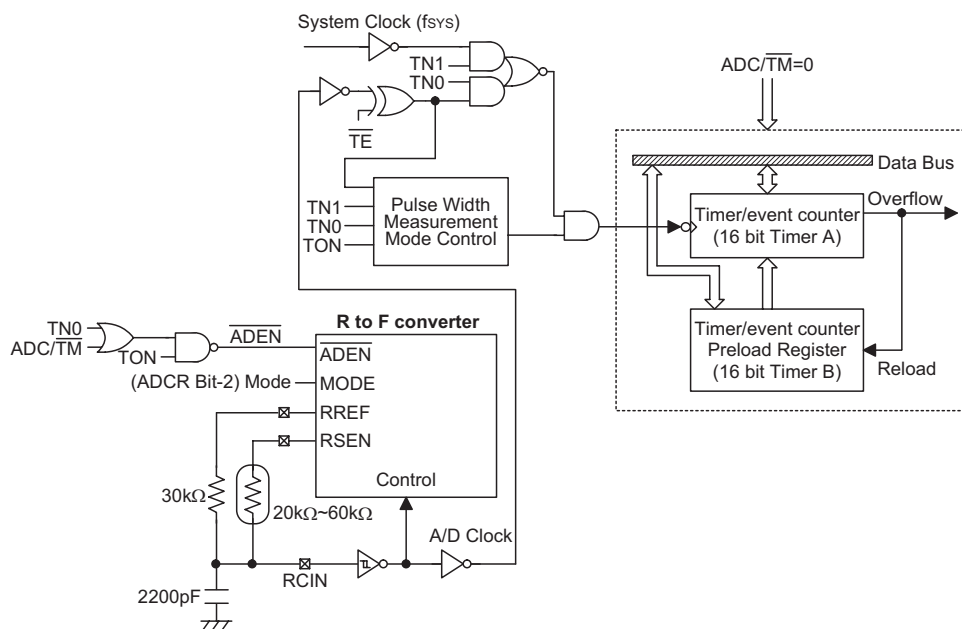 System Clock (fSYS)
TN1
TN0
TE
ADC/TM=0
Data Bus
Overflow
Timer/event counter
(16 bit Timer A)
TN1
TN0
TON
Pulse Width
Measurement
Mode Control
Timer/event counter
Preload Register
(16 bit Timer B)
Reload
R to F converter
TN0
ADC/TM
TON
ADEN
ADEN
(ADCR Bit-2) Mode
MODE
RREF
RSEN
Control
30kΩ
20kΩ~60kΩ
A/D Clock
RCIN
2200pF